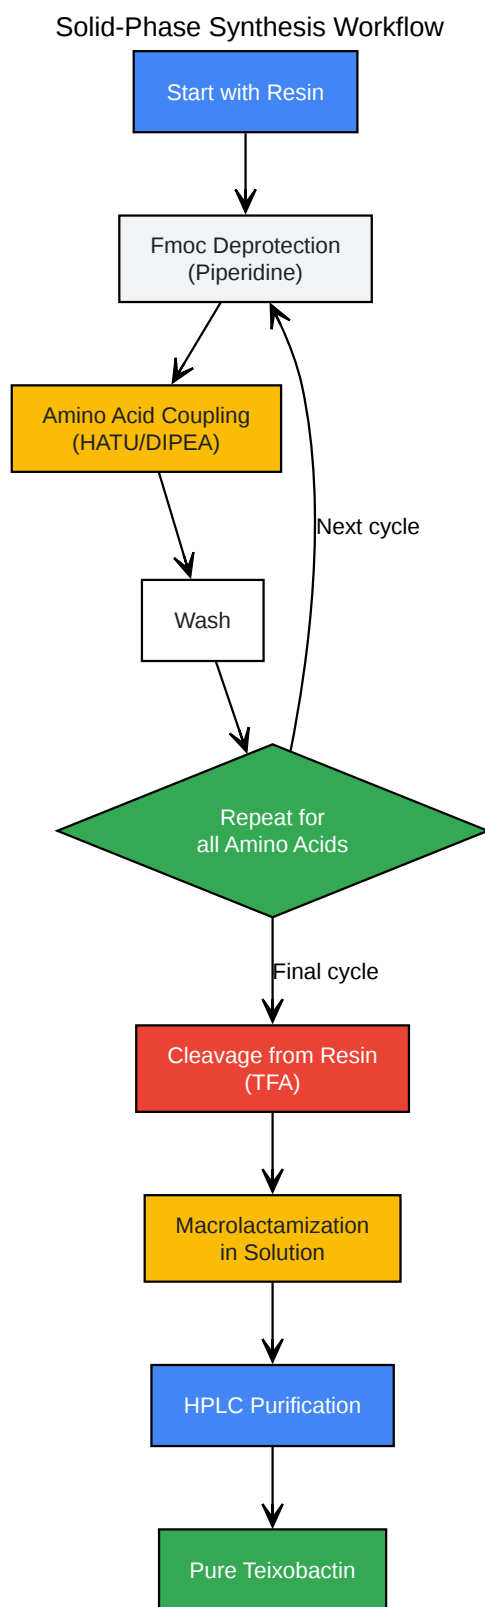 Solid-Phase Synthesis Workflow
Start with Resin
Fmoc Deprotection
(Piperidine)
Amino Acid Coupling
(HATU/DIPEA)
Next cycle
Wash
Repeat for
all Amino Acids
Final cycle
Cleavage from Resin
(TFA)
Macrolactamization
in Solution
HPLC Purification
Pure Teixobactin